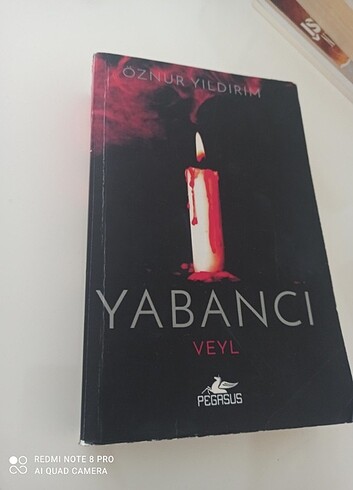 ÖZNUR YILDIRIM
YABANCI
VEYL
PEGASUS
REDMI NOTE 8 PRO
AI QUAD CAMERA